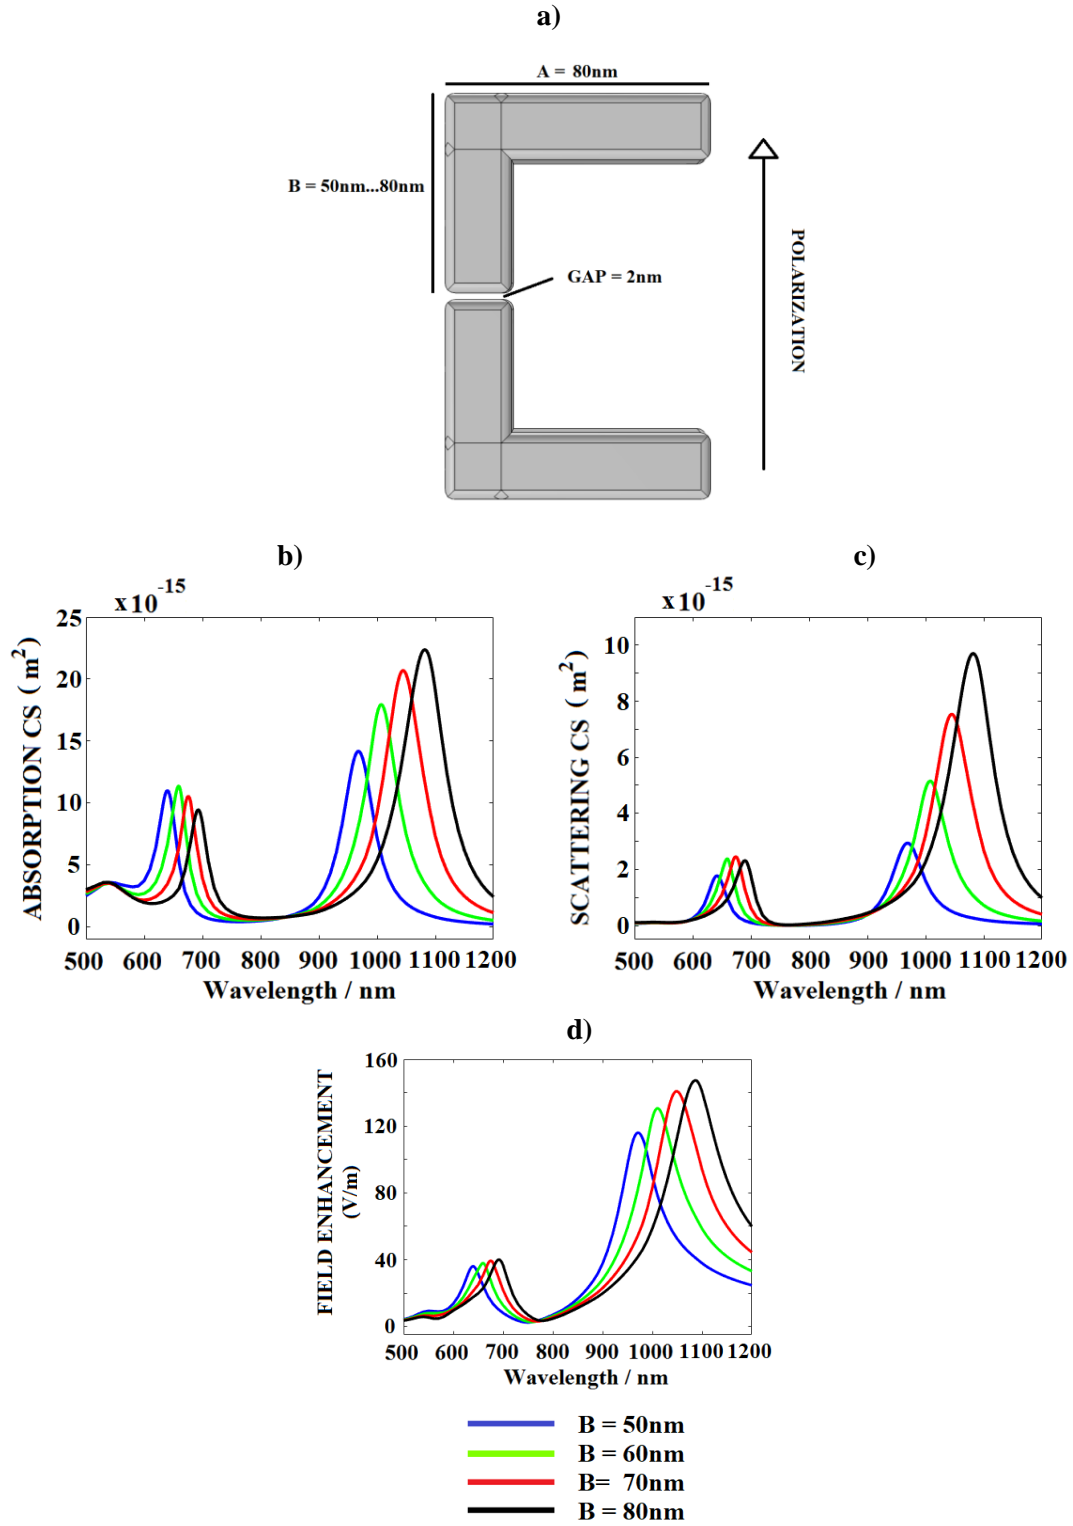 a)
A = 80nm
B = 50nm...80nm
GAP = 2nm
POLARIZATION
b)
x10^-15
ABSORPTION CS ( m^2)
25
20
15
10
5
0
500 600 700 800 900 1000 1100 1200
Wavelength / nm
c)
x10^-15
SCATTERING CS ( m^2)
10
8
6
4
2
0
500 600 700 800 900 1000 1100 1200
Wavelength / nm
d)
FIELD ENHANCEMENT
(V/m)
160
120
80
40
0
500 600 700 800 900 1000 1100 1200
Wavelength / nm
B = 50nm
B = 60nm
B= 70nm
B = 80nm